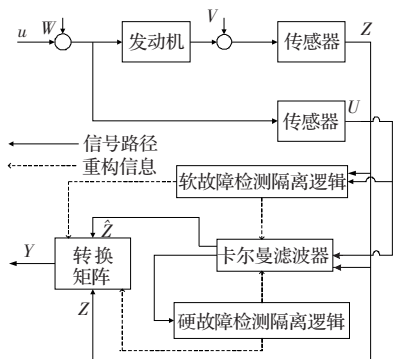 u
W
发动机
V
传感器
Z
传感器
U
信号路径
重构信息
软故障检测隔离逻辑
Ẑ
Y
转换
矩阵
卡尔曼滤波器
Z
硬故障检测隔离逻辑